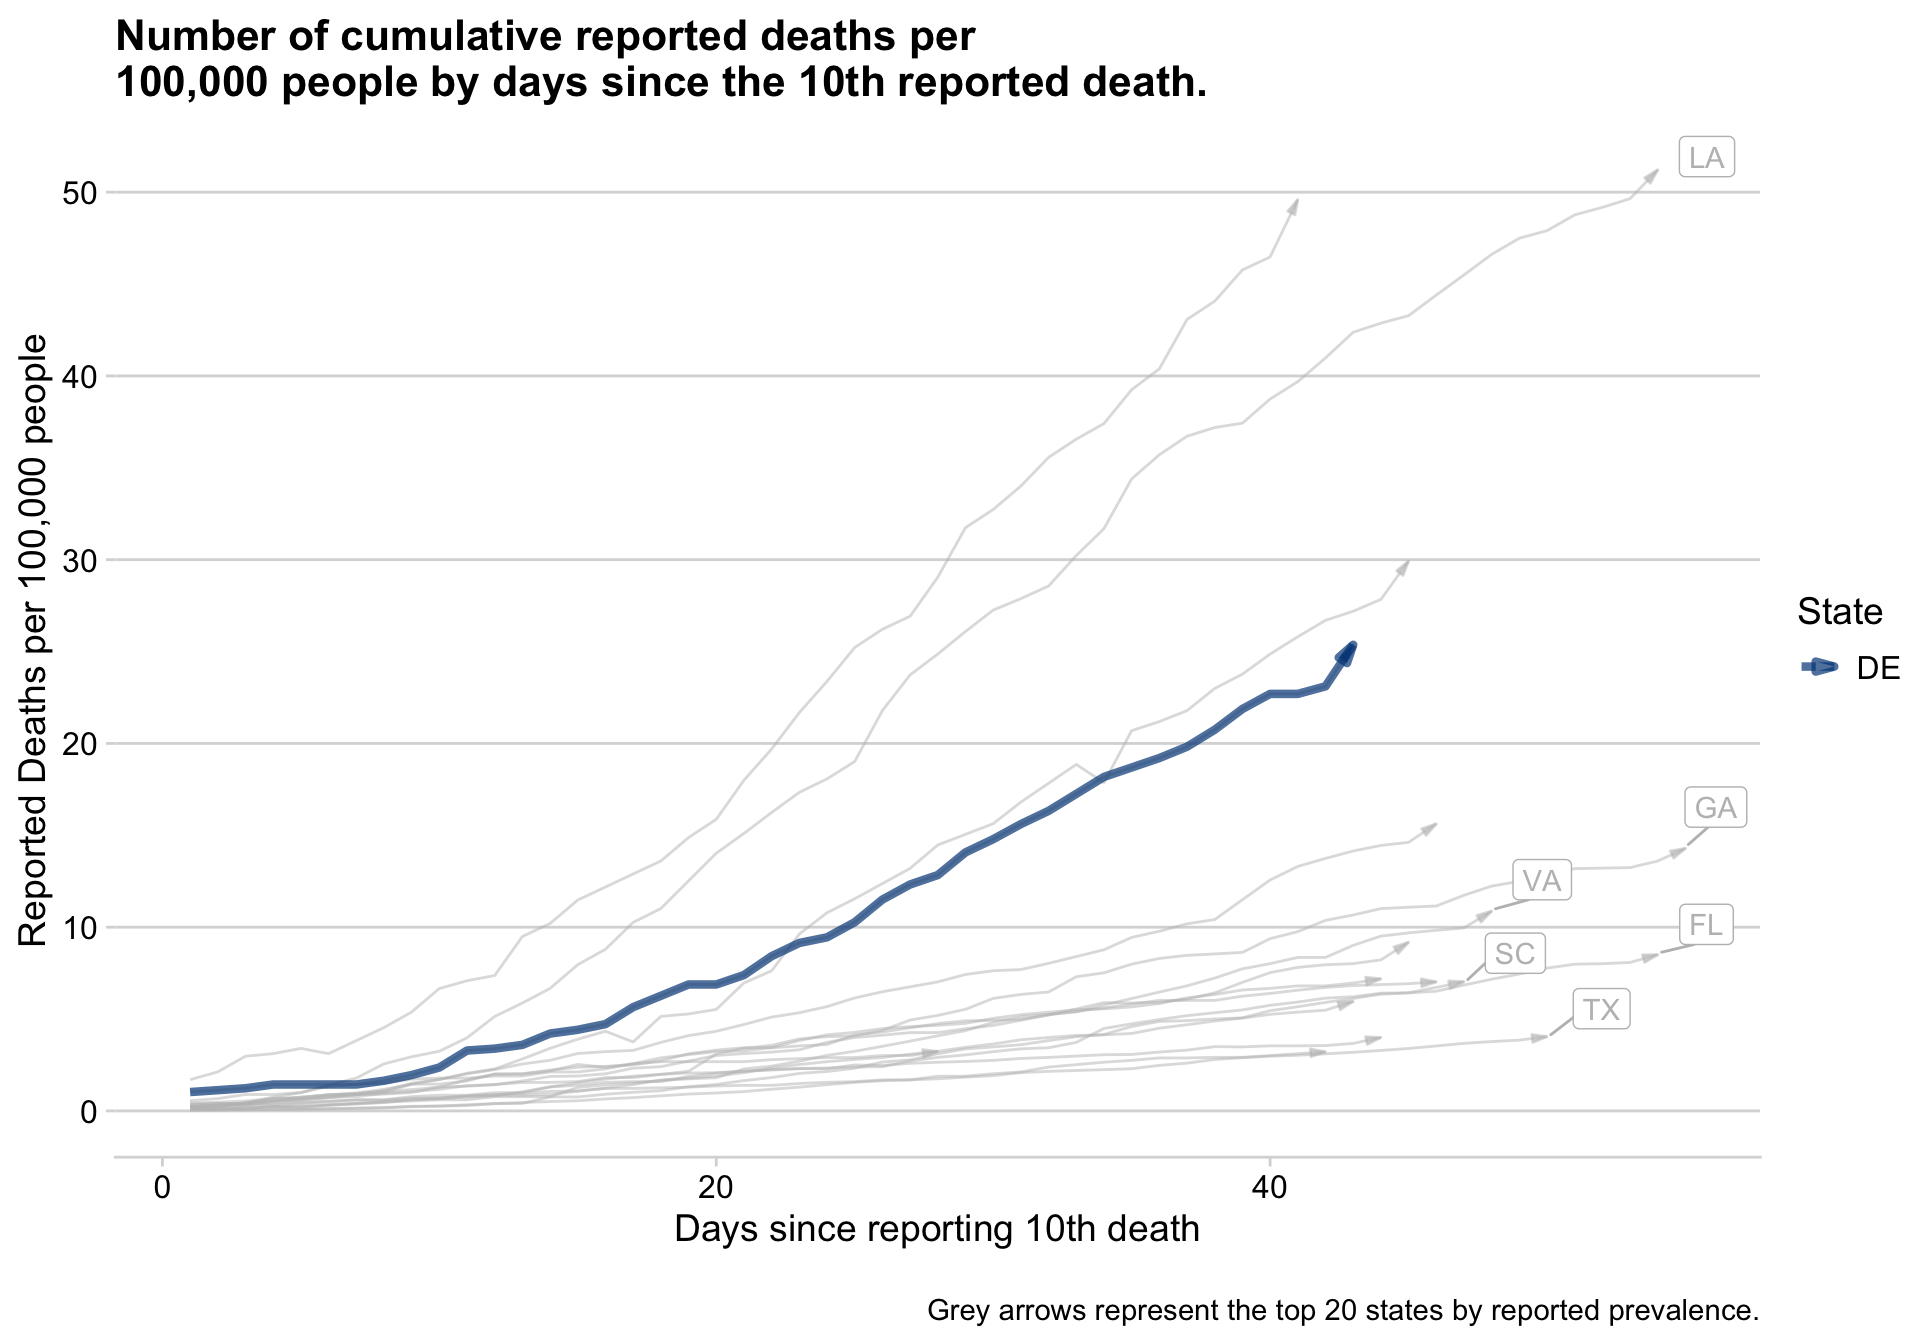 Number of cumulative reported deaths per
100,000 people by days since the 10th reported death.
Reported Deaths per 100,000 people
50
40
30
20
10
0
LA
GA
VA
FL
SC
TX
State
DE
0 20 40
Days since reporting 10th death
Grey arrows represent the top 20 states by reported prevalence.